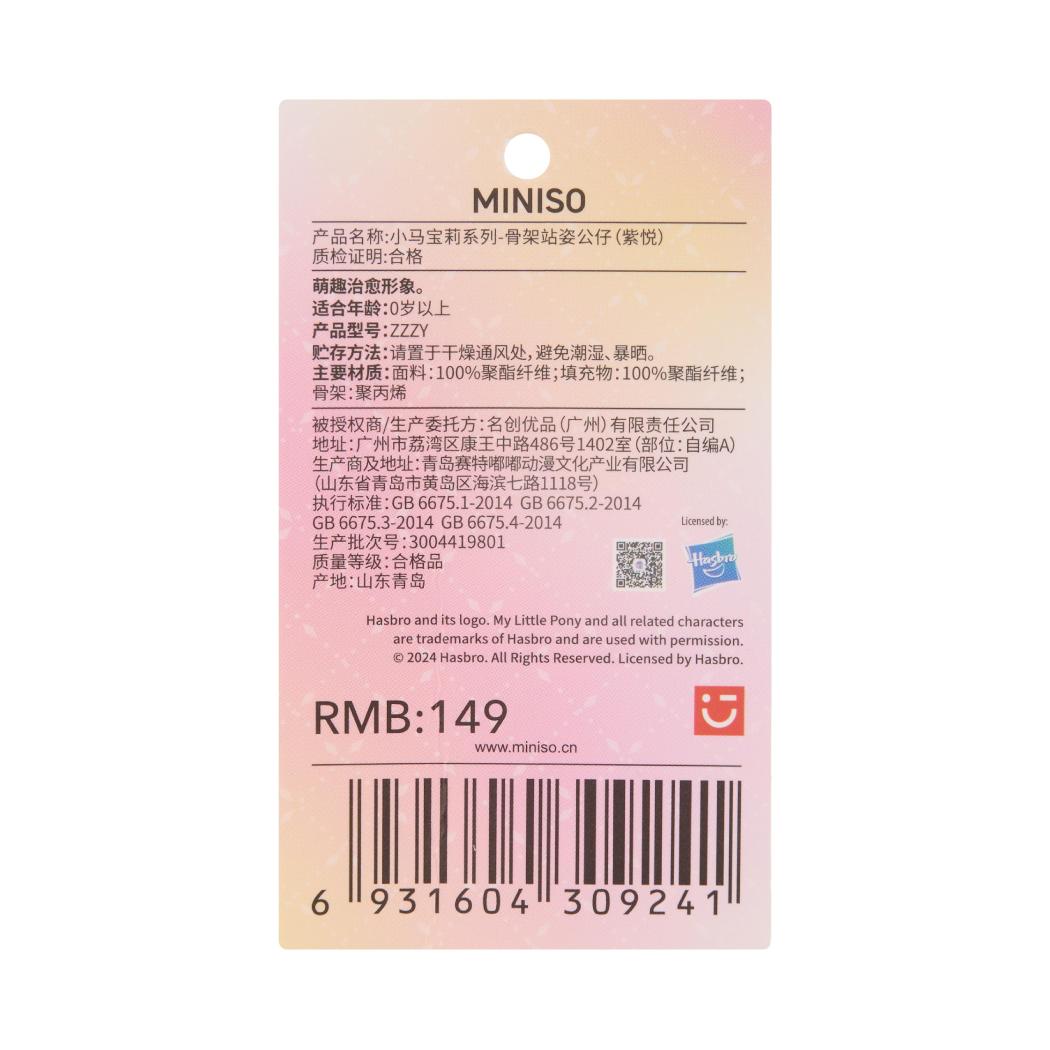 MINISO
产品名称:小马宝莉系列-骨架站姿公仔(紫悦)
质检证明:合格
萌趣治愈形象。
适合年龄:0岁以上
产品型号:ZZZY
贮存方法:请置于干燥通风处,避免潮湿、暴晒。
主要材质:面料:100%聚酯纤维;填充物:100%聚酯纤维;
骨架:聚丙烯
被授权商/生产委托方:名创优品(广州)有限责任公司
地址:广州市荔湾区康王中路486号1402室(部位:自编A)
生产商及地址:青岛赛特嘟嘟动漫文化产业有限公司
(山东省青岛市黄岛区海滨七路1118号)
执行标准:GB 6675.1-2014 GB 6675.2-2014
GB 6675.3-2014 GB 6675.4-2014
生产批次号:3004419801
质量等级:合格品
产地:山东青岛
Licensed by:
Hasbro
Hasbro and its logo. My Little Pony and all related characters
are trademarks of Hasbro and are used with permission.
© 2024 Hasbro. All Rights Reserved. Licensed by Hasbro.
RMB:149
www.miniso.cn
6 931604 309241